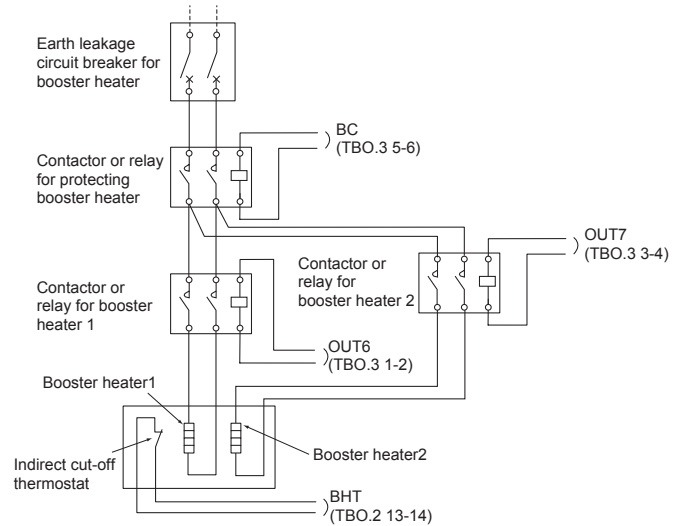 Earth leakage
circuit breaker for
booster heater
BC
(TBO.3 5-6)
Contactor or relay
for protecting
booster heater
OUT7
(TBO.3 3-4)
Contactor or
relay for
booster heater 2
Contactor or
relay for booster
heater 1
OUT6
(TBO.3 1-2)
Booster heater1
Booster heater2
Indirect cut-off
thermostat
BHT
(TBO.2 13-14)